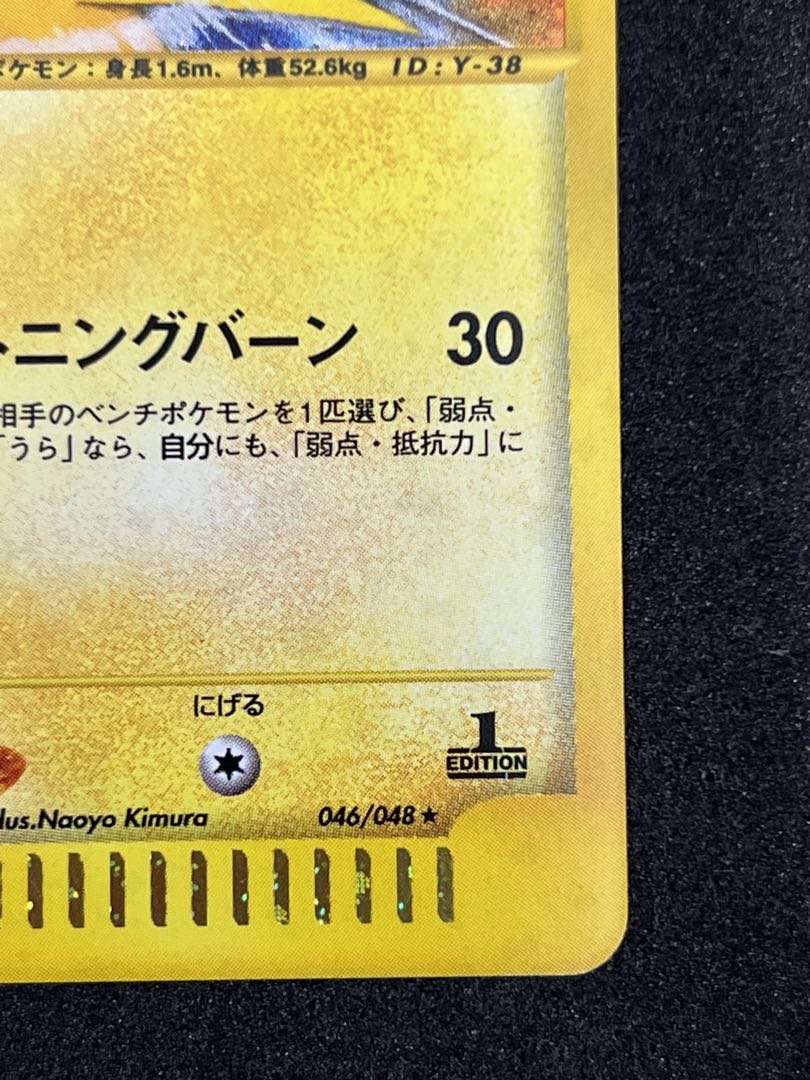 ポケモン：身長1.6m、体重52.6kg ID:Y-38
トニングバーン 30
相手のベンチポケモンを1匹選び、「弱点・
「うら」なら、自分にも、「弱点・抵抗力」に
にげる
1
EDITION
llus.Naoyo Kimura 046/048★